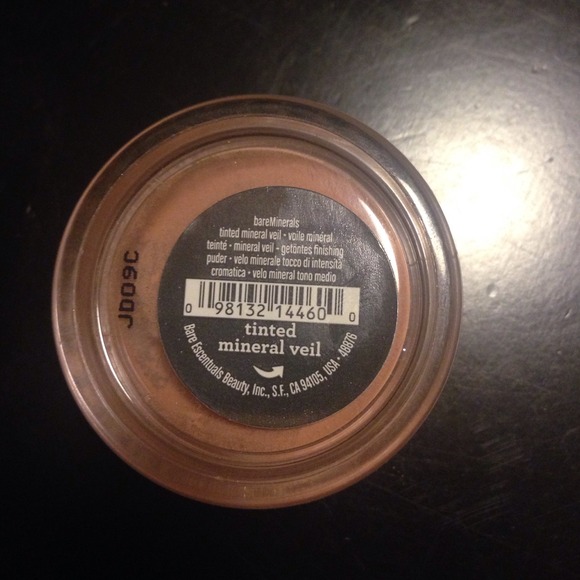 bareMinerals
tinted mineral veil • voile minéral
teinté • mineral veil - getöntes finishing
puder • velo minerale tocco di intensità
cromatica • velo mineral tono medio
0 98132 14460 0
tinted
mineral veil
Bare Escentuals Beauty, Inc., S.F., CA 94105, USA • 48876
JD09C